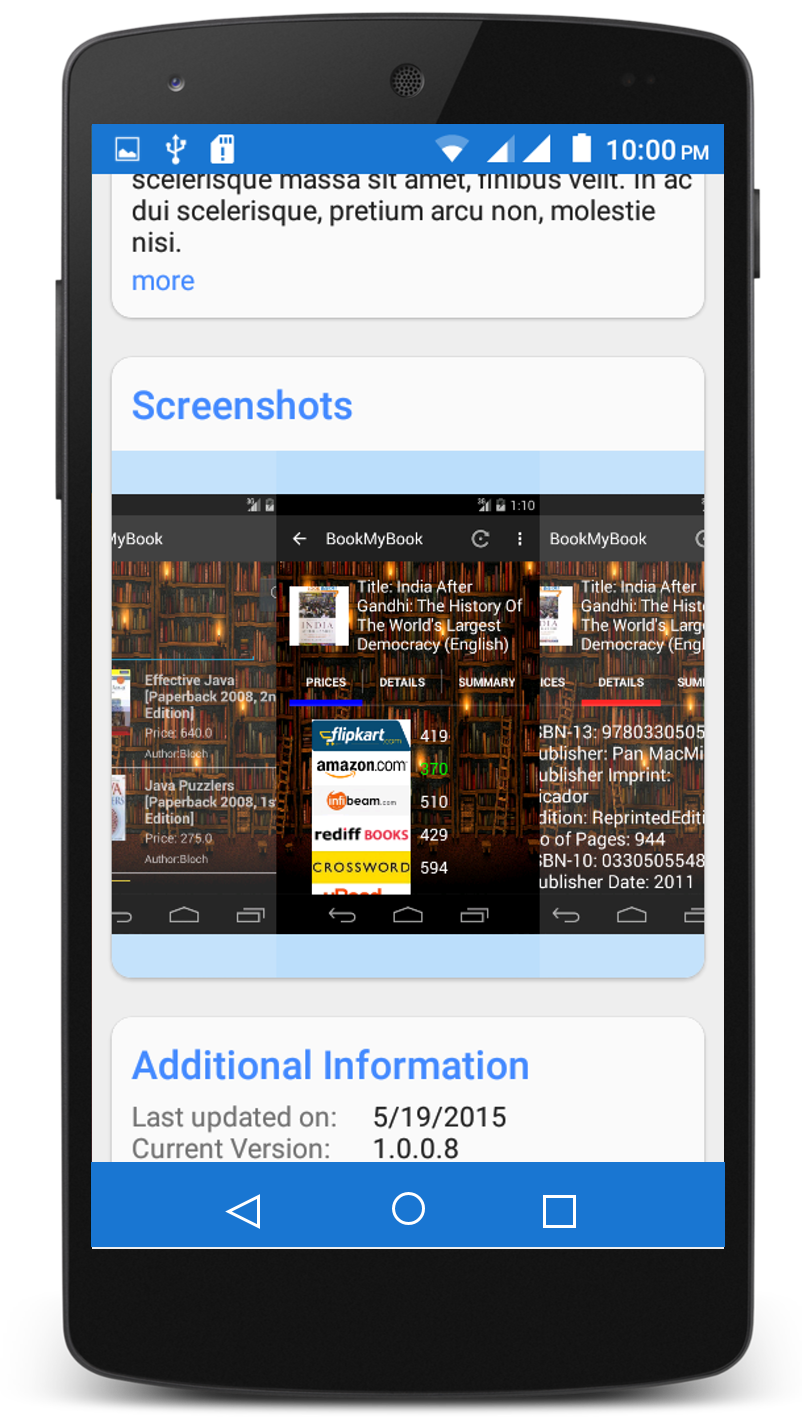 10:00 PM
scelerisque massa sit amet, finibus velit. In ac
dui scelerisque, pretium arcu non, molestie
nisi.
more
Screenshots
MyBook
Effective Java
[Paperback 2008, 2n
Edition]
Price: 640.0
Author:Bloch
Java Puzzlers
[Paperback 2008, 1s
Edition]
Price: 275.0
Author:Bloch
3G 1:10
BookMyBook
INDIA
Title: India After
Gandhi: The History Of
The World's Largest
Democracy (English)
PRICES DETAILS SUMMARY
flipkart.com 419
amazon.com 370
infibeam.com 510
rediff BOOKS 429
CROSSWORD 594
BookMyBook
Title: India After
Gandhi: The Hist
The World's Larg
Democracy (Engl
ICES DETAILS SUM
SBN-13: 9780330505
ublisher: Pan MacMi
ublisher Imprint:
icador
dition: ReprintedEditi
o of Pages: 944
SBN-10: 0330505548
ublisher Date: 2011
Additional Information
Last updated on: 5/19/2015
Current Version: 1.0.0.8